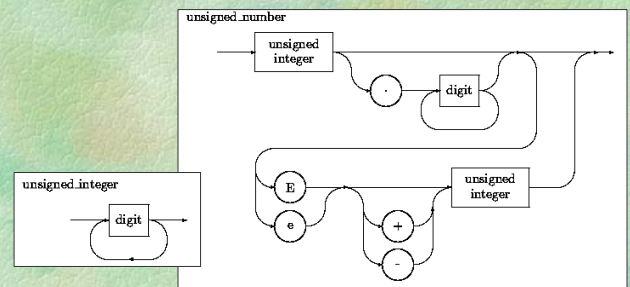 unsigned_number
unsigned
integer
.
digit
E
e
+
-
unsigned
integer
unsigned_integer
digit